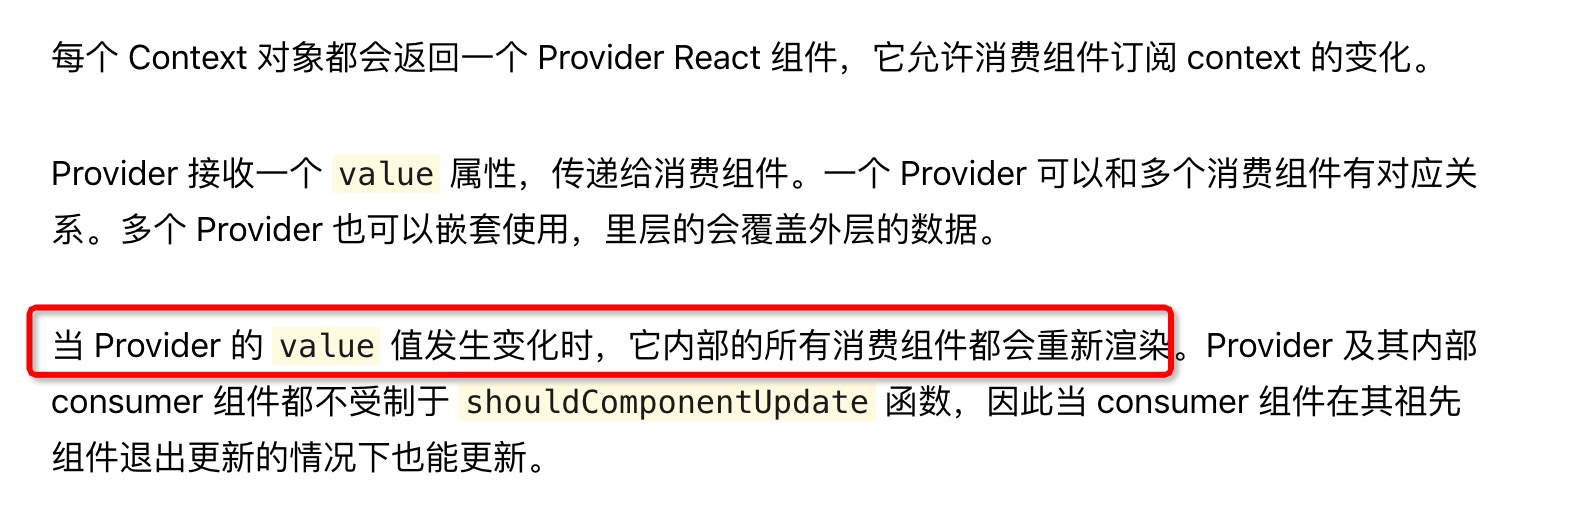 每个 Context 对象都会返回一个 Provider React 组件，它允许消费组件订阅 context 的变化。
Provider 接收一个 value 属性，传递给消费组件。一个 Provider 可以和多个消费组件有对应关
系。多个 Provider 也可以嵌套使用，里层的会覆盖外层的数据。
当 Provider 的 value 值发生变化时，它内部的所有消费组件都会重新渲染。Provider 及其内部
consumer 组件都不受制于 shouldComponentUpdate 函数，因此当 consumer 组件在其祖先
组件退出更新的情况下也能更新。